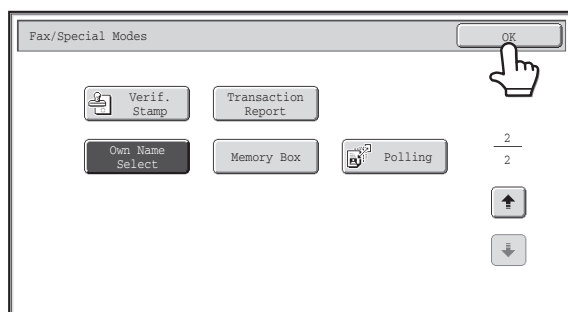 Fax/Special Modes
OK
Verif.
Stamp
Transaction
Report
Own Name
Select
Memory Box
Polling
2
2